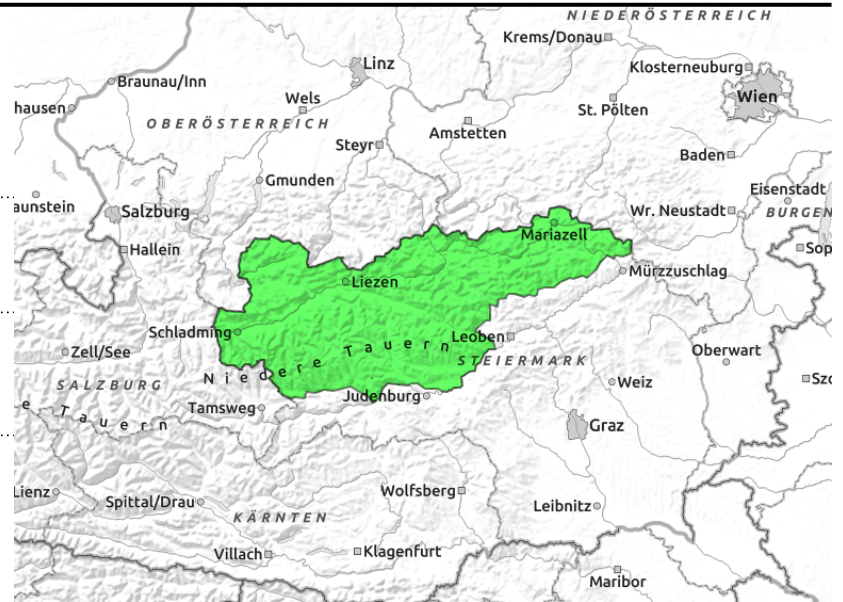 NIEDERÖSTERREICH
Krems/Donau
Linz
Klosterneuburg
Braunau/Inn
Wien
hausen
Wels
St. Pölten
OBERÖSTERREICH
Amstetten
Steyr
Baden
Gmunden
Eisenstadt
aunstein
Salzburg
Wr. Neustadt
BURGEN
Mariazell
Hallein
Sop
Mürzzuschlag
Liezen
Schladming
Leoben
Zell/See
Niedere Tauern
STEIERMARK
Oberwart
SALZBURG
Weiz
Szo
Judenburg
Tamsweg
e Tauern
Graz
Lienz
Spittal/Drau
Wolfsberg
Leibnitz
KÄRNTEN
Villach
Klagenfurt
Maribor